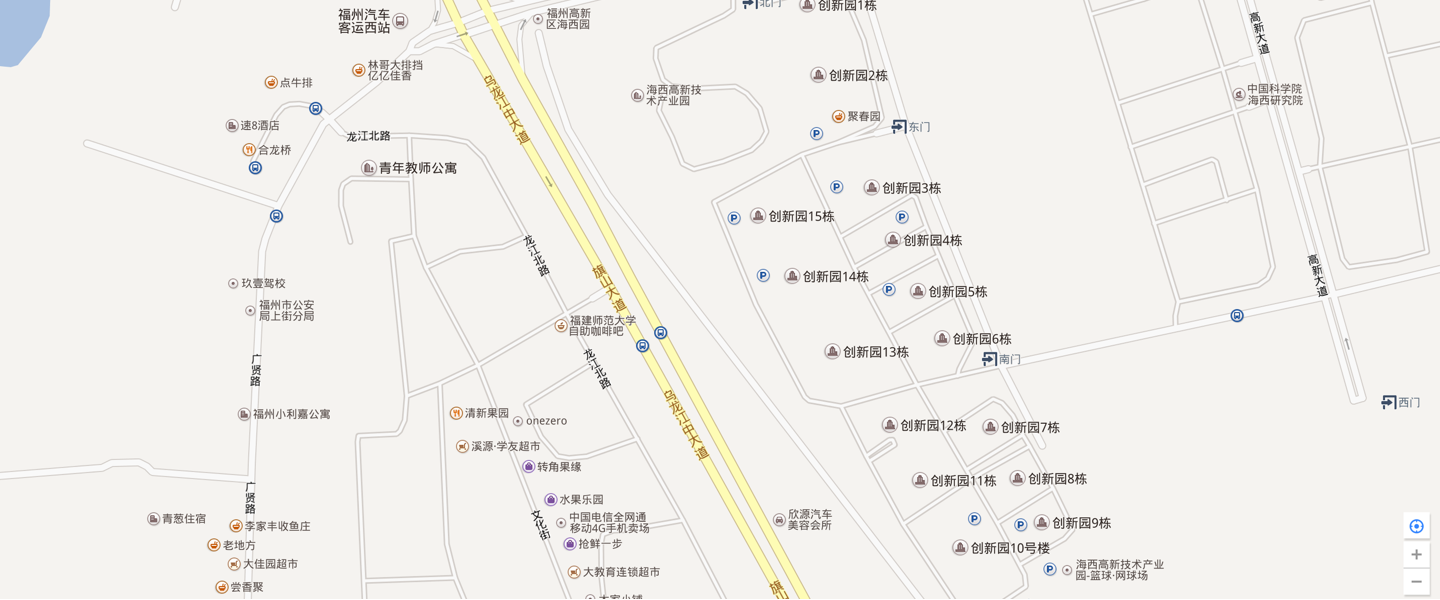 北门
创新园1栋
福州汽车
客运西站
福州高新
区海西园
高新大道
林哥大排挡
亿亿佳香
点牛排
创新园2栋
乌龙江中大道
海西高新技
术产业园
中国科学院
海西研究院
聚春园
速8酒店
东门
龙江北路
合龙桥
青年教师公寓
创新园3栋
创新园15栋
创新园4栋
龙江北路
高新大道
旗山大道
创新园14栋
玖壹驾校
创新园5栋
福州市公安
局上街分局
福建师范大学
自助咖啡吧
创新园6栋
创新园13栋
龙江北路
广贤路
南门
乌龙江中大道
西门
福州小利嘉公寓
清新果园
onezero
创新园12栋
创新园7栋
溪源·学友超市
转角果缘
创新园11栋
创新园8栋
广贤路
水果乐园
文化街
青葱住宿
李家丰收鱼庄
中国电信全网通
移动4G手机卖场
欣源汽车
美容会所
创新园9栋
老地方
抢鲜一步
创新园10号楼
大佳园超市
大教育连锁超市
海西高新技术产业
园-篮球·网球场
尝香聚
旗山